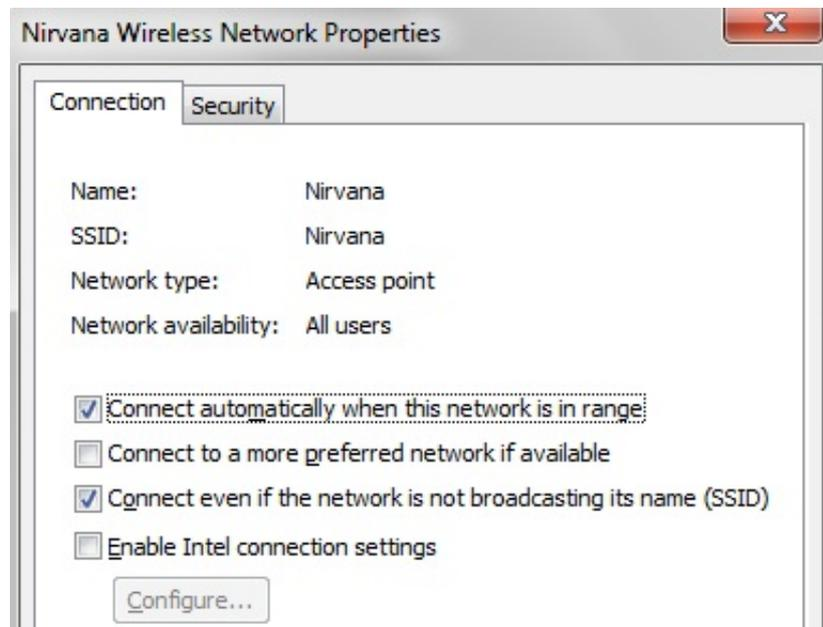 Nirvana Wireless Network Properties
Connection Security
Name: Nirvana
SSID: Nirvana
Network type: Access point
Network availability: All users
Connect automatically when this network is in range
Connect to a more preferred network if available
Connect even if the network is not broadcasting its name (SSID)
Enable Intel connection settings
Configure...